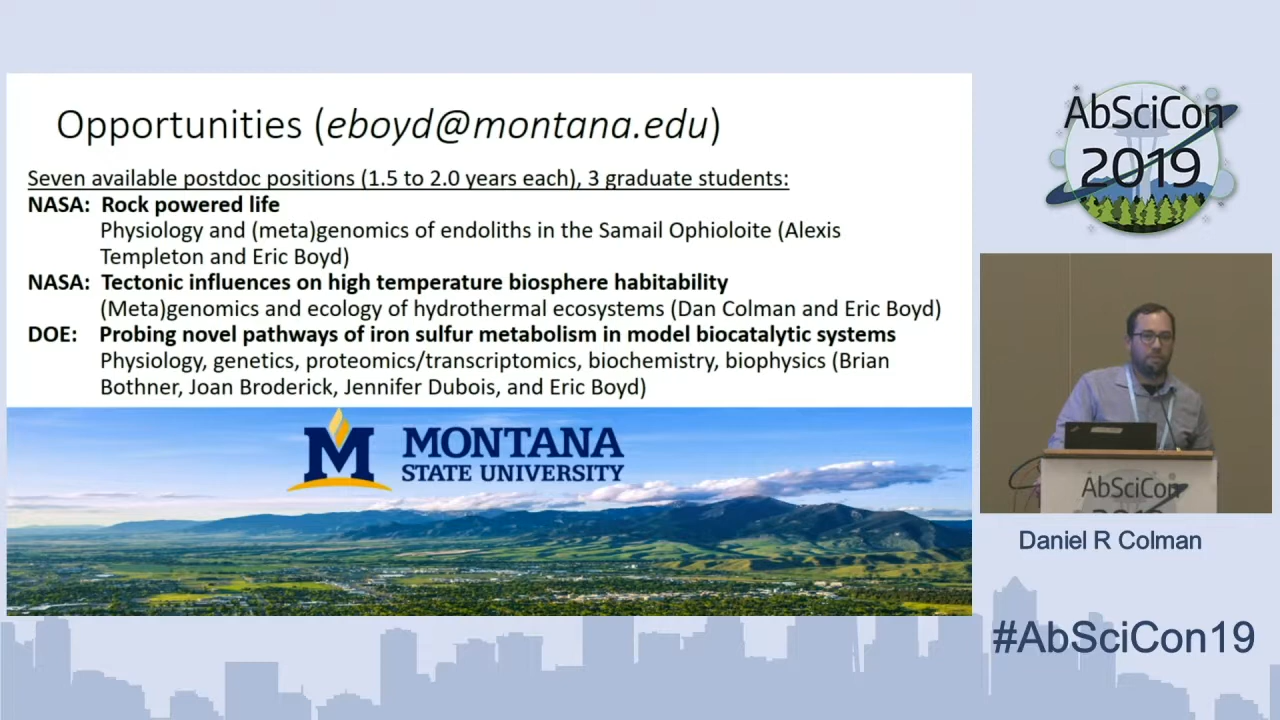 Opportunities (eboyd@montana.edu)
Seven available postdoc positions (1.5 to 2.0 years each), 3 graduate students:
NASA: Rock powered life
Physiology and (meta)genomics of endoliths in the Samail Ophioloite (Alexis
Templeton and Eric Boyd)
NASA: Tectonic influences on high temperature biosphere habitability
(Meta)genomics and ecology of hydrothermal ecosystems (Dan Colman and Eric Boyd)
DOE: Probing novel pathways of iron sulfur metabolism in model biocatalytic systems
Physiology, genetics, proteomics/transcriptomics, biochemistry, biophysics (Brian
Bothner, Joan Broderick, Jennifer Dubois, and Eric Boyd)
M MONTANA
STATE UNIVERSITY
AbSciCon
2019
AbSciCon
2019
Daniel R Colman
#AbSciCon19